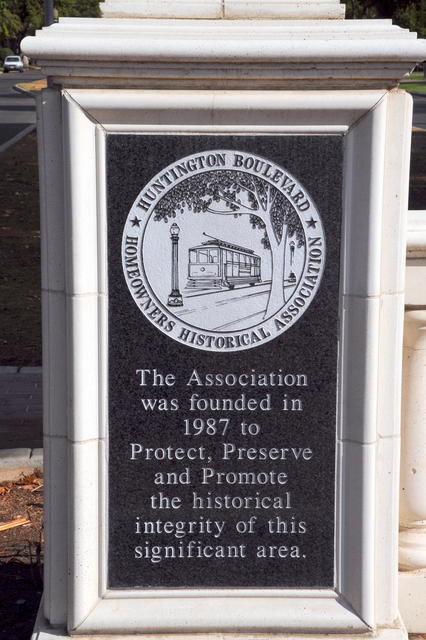 HUNTINGTON BOULEVARD
HOMEOWNERS HISTORICAL ASSOCIATION
The Association
was founded in
1987 to
Protect, Preserve
and Promote
the historical
integrity of this
significant area.